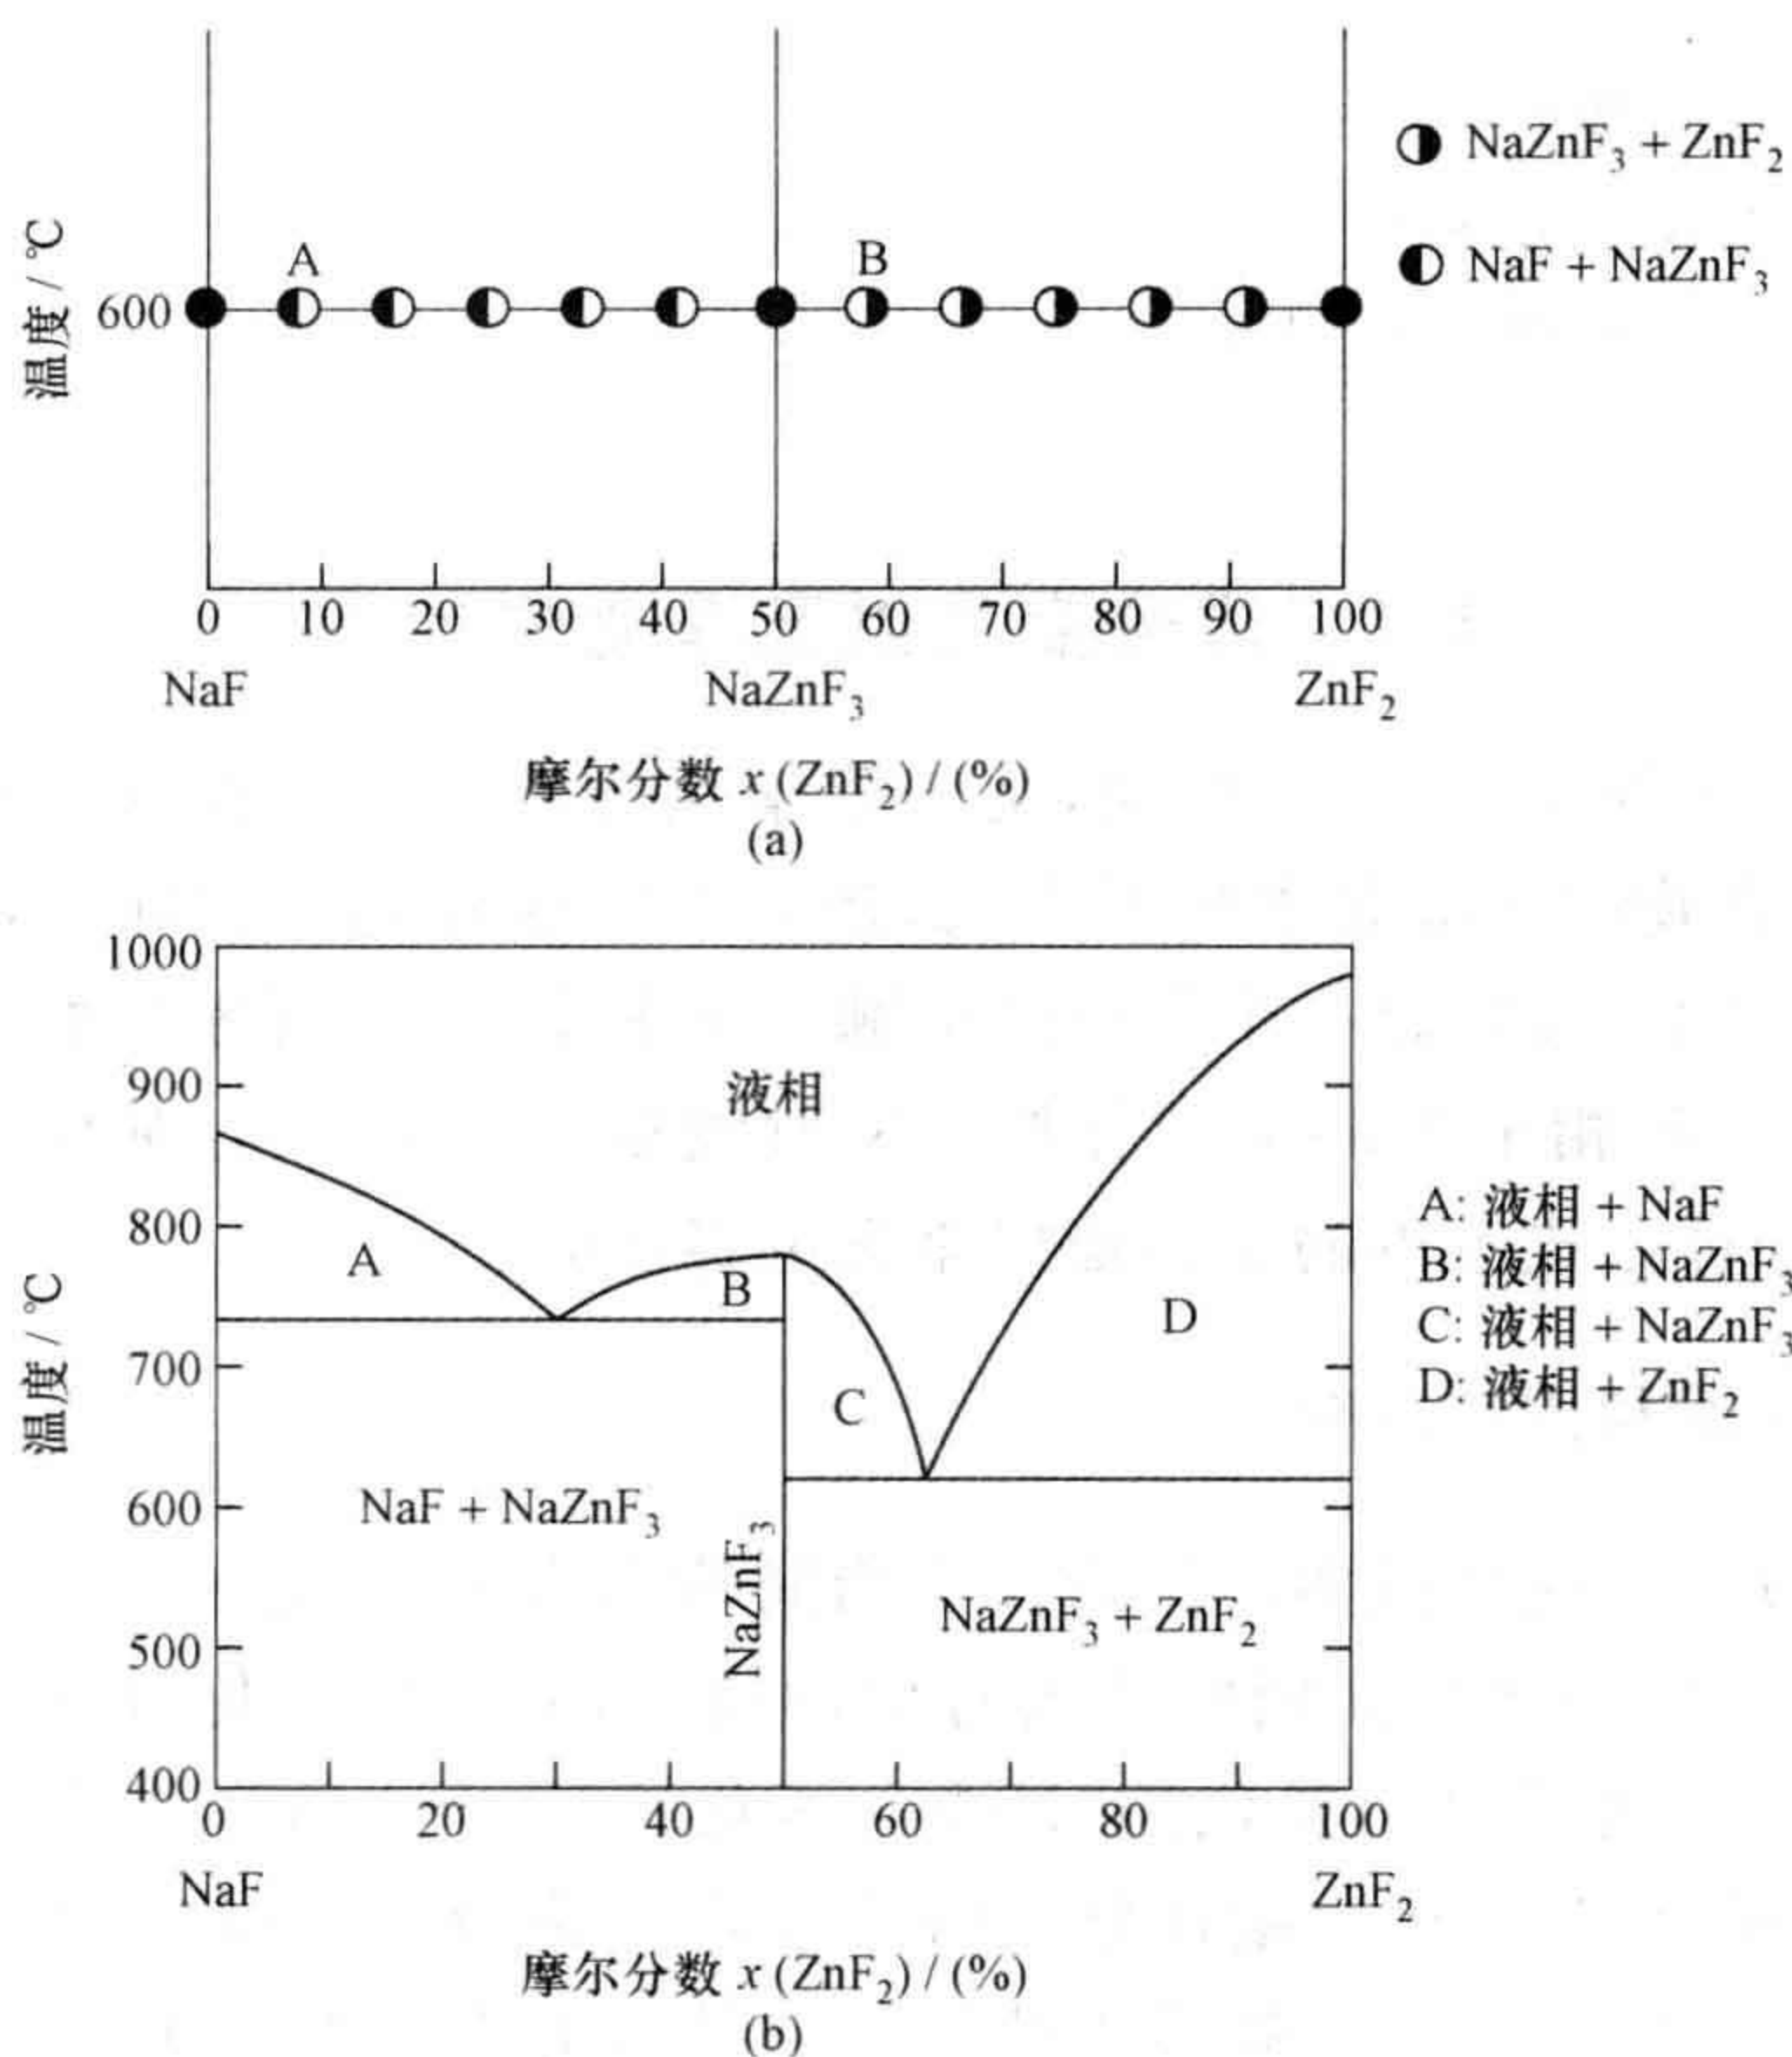 NaZnF₃ + ZnF₂
A
B
NaF + NaZnF₃
温度 / ℃
600
0 10 20 30 40 50 60 70 80 90 100
NaF NaZnF₃ ZnF₂
摩尔分数 x (ZnF₂) / (%)
(a)
1000
900
液相
800
A: 液相 + NaF
B: 液相 + NaZnF₃
C: 液相 + NaZnF₃
D: 液相 + ZnF₂
A
B
D
700
C
温度 / ℃
600
NaF + NaZnF₃
NaZnF₃
NaZnF₃ + ZnF₂
500
400
0 20 40 60 80 100
NaF ZnF₂
摩尔分数 x (ZnF₂) / (%)
(b)